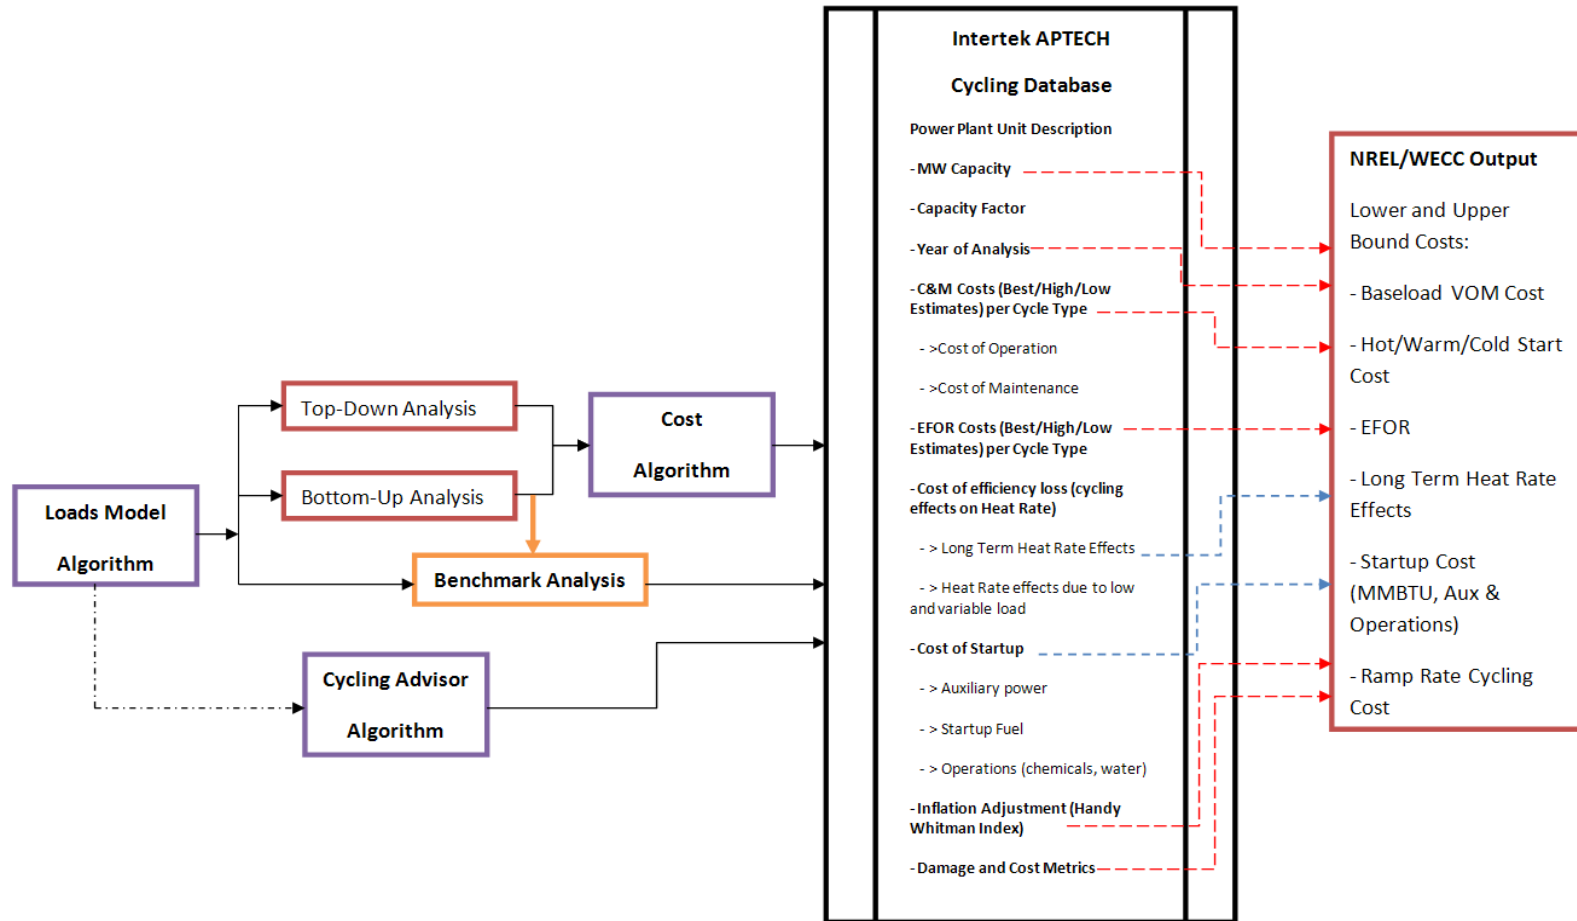 Loads Model
Algorithm
Top-Down Analysis
Bottom-Up Analysis
Benchmark Analysis
Cycling Advisor
Algorithm
Cost
Algorithm
Intertek APTECH
Cycling Database
Power Plant Unit Description
- MW Capacity
- Capacity Factor
- Year of Analysis
- C&M Costs (Best/High/Low
Estimates) per Cycle Type
- >Cost of Operation
- >Cost of Maintenance
- EFOR Costs (Best/High/Low
Estimates) per Cycle Type
- Cost of efficiency loss (cycling
effects on Heat Rate)
- > Long Term Heat Rate Effects
- > Heat Rate effects due to low
and variable load
- Cost of Startup
- > Auxiliary power
- > Startup Fuel
- > Operations (chemicals, water)
- Inflation Adjustment (Handy
Whitman Index)
- Damage and Cost Metrics
NREL/WECC Output
Lower and Upper
Bound Costs:
- Baseload VOM Cost
- Hot/Warm/Cold Start
Cost
- EFOR
- Long Term Heat Rate
Effects
- Startup Cost
(MMBTU, Aux &
Operations)
- Ramp Rate Cycling
Cost